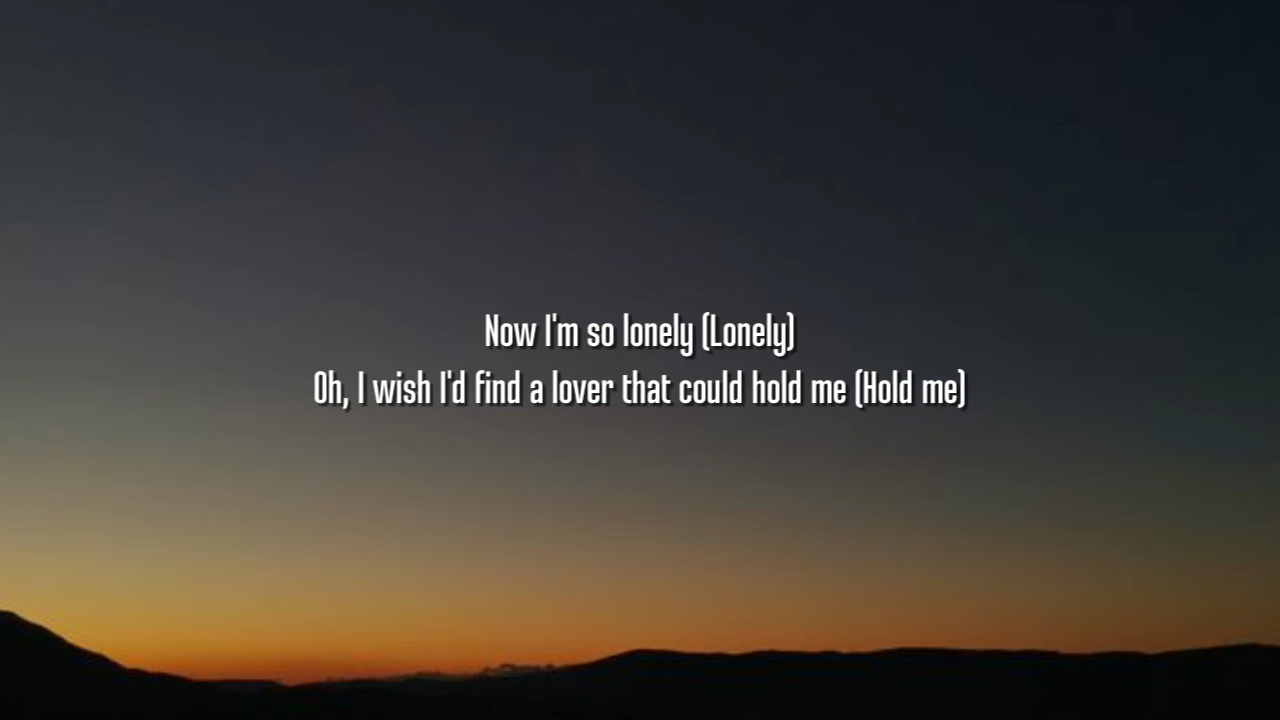 Now I'm so lonely (Lonely)
Oh, I wish I'd find a lover that could hold me (Hold me)